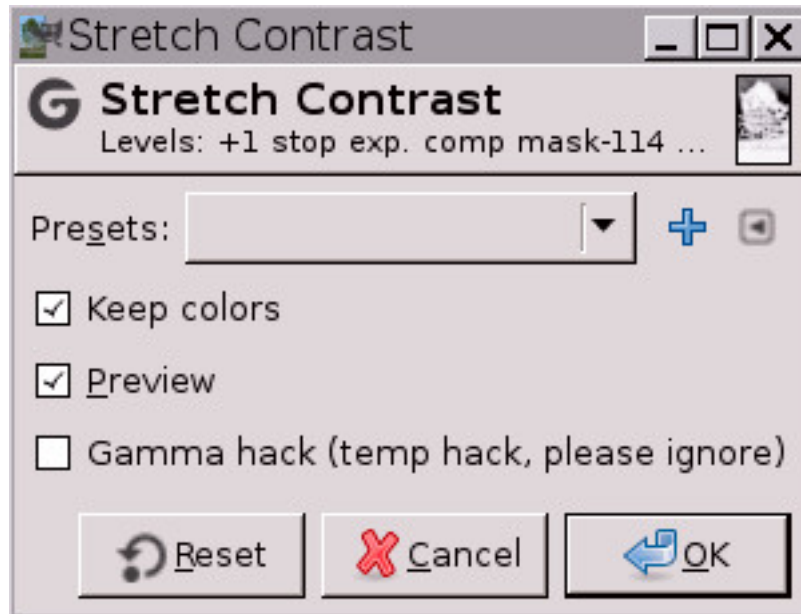 Stretch Contrast
Stretch Contrast
Levels: +1 stop exp. comp mask-114 ...
Presets:
Keep colors
Preview
Gamma hack (temp hack, please ignore)
Reset Cancel OK